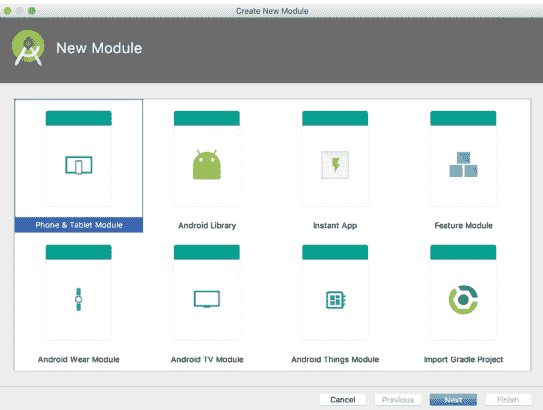 Create New Module
New Module
Phone & Tablet Module
Android Library
Instant App
Feature Module
Android Wear Module
Android TV Module
Android Things Module
Import Gradle Project
Cancel
Previous
Next
Finish